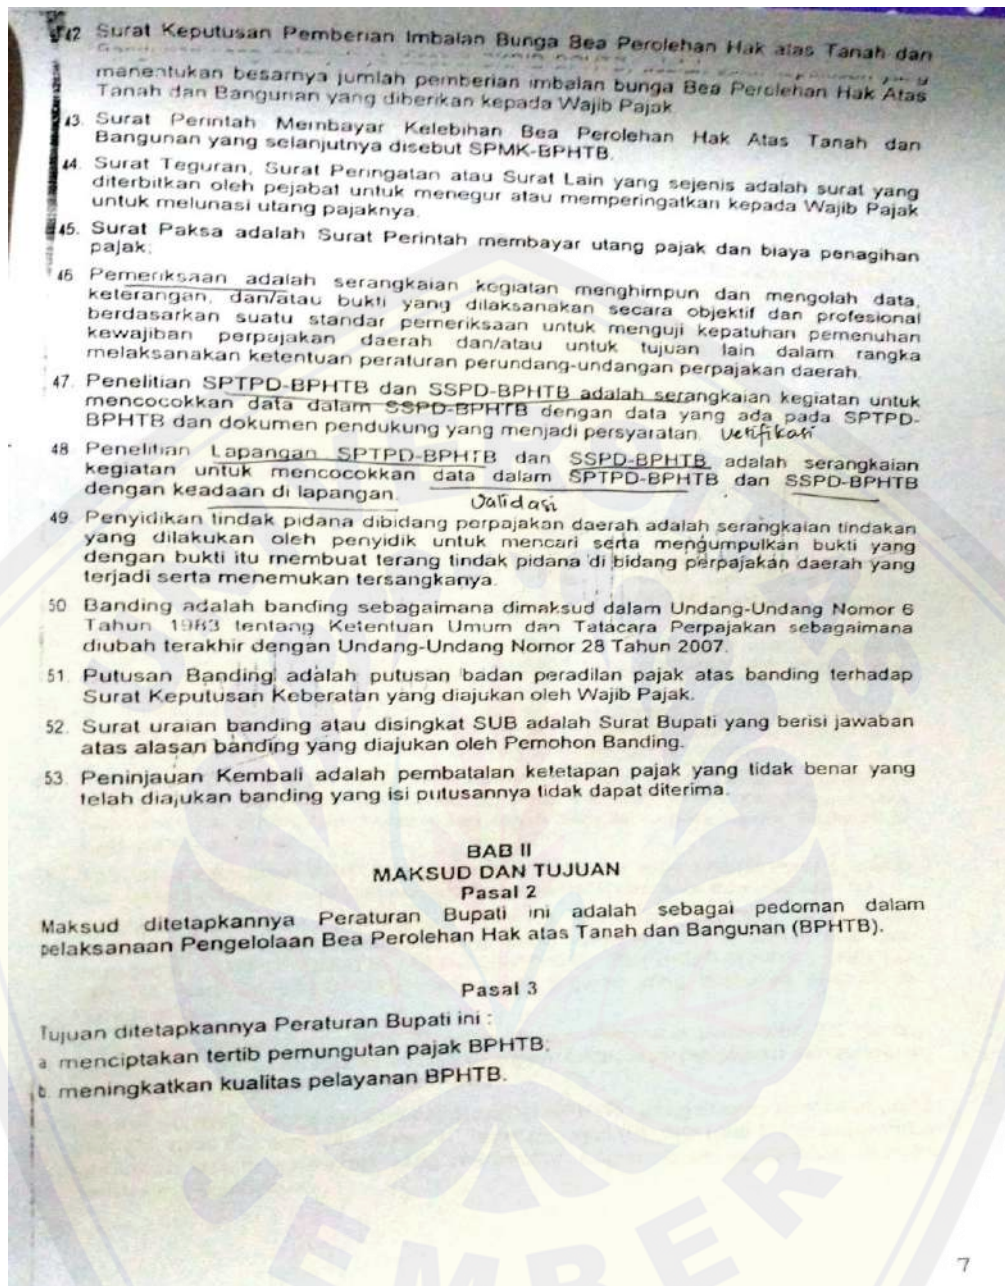 42 Surat Keputusan Pemberian Imbalan Bunga Bea Perolehan Hak atas Tanah dan
menentukan besarnya jumlah pemberian imbalan bunga Bea Perolehan Hak Atas
Tanah dan Bangunan yang diberikan kepada Wajib Pajak
43. Surat Perintah Membayar Kelebihan Bea Perolehan Hak Atas Tanah dan
Bangunan yang selanjutnya disebut SPMK-BPHTB.
44. Surat Teguran, Surat Peringatan atau Surat Lain yang sejenis adalah surat yang
diterbitkan oleh pejabat untuk menegur atau memperingatkan kepada Wajib Pajak
untuk melunasi utang pajaknya.
45. Surat Paksa adalah Surat Perintah membayar utang pajak dan biaya penagihan
pajak;
46 Pemeriksaan adalah serangkaian kegiatan menghimpun dan mengolah data,
keterangan, dan/atau bukti yang dilaksanakan secara objektif dan profesional
berdasarkan suatu standar pemeriksaan untuk menguji kepatuhan pemenuhan
kewajiban perpajakan daerah dan/atau untuk tujuan lain dalam rangka
melaksanakan ketentuan peraturan perundang-undangan perpajakan daerah.
47. Penelitian SPTPD-BPHTB dan SSPD-BPHTB adalah serangkaian kegiatan untuk
mencocokkan data dalam SSPD-BPHTB dengan data yang ada pada SPTPD-
BPHTB dan dokumen pendukung yang menjadi persyaratan. Verifikasi
48 Penelitian Lapangan SPTPD-BPHTB dan SSPD-BPHTB adalah serangkaian
kegiatan untuk mencocokkan data dalam SPTPD-BPHTB dan SSPD-BPHTB
dengan keadaan di lapangan. Validasi
49 Penyidikan tindak pidana dibidang perpajakan daerah adalah serangkaian tindakan
yang dilakukan oleh penyidik untuk mencari serta mengumpulkan bukti yang
dengan bukti itu membuat terang tindak pidana di bidang perpajakan daerah yang
terjadi serta menemukan tersangkanya.
50 Banding adalah banding sebagaimana dimaksud dalam Undang-Undang Nomor 6
Tahun 1983 tentang Ketentuan Umum dan Tatacara Perpajakan sebagaimana
diubah terakhir dengan Undang-Undang Nomor 28 Tahun 2007.
51. Putusan Banding adalah putusan badan peradilan pajak atas banding terhadap
Surat Keputusan Keberatan yang diajukan oleh Wajib Pajak.
52. Surat uraian banding atau disingkat SUB adalah Surat Bupati yang berisi jawaban
atas alasan banding yang diajukan oleh Pemohon Banding.
53. Peninjauan Kembali adalah pembatalan ketetapan pajak yang tidak benar yang
telah diajukan banding yang isi putusannya tidak dapat diterima.
BAB II
MAKSUD DAN TUJUAN
Pasal 2
Maksud ditetapkannya Peraturan Bupati ini adalah sebagai pedoman dalam
pelaksanaan Pengelolaan Bea Perolehan Hak atas Tanah dan Bangunan (BPHTB).
Pasal 3
Tujuan ditetapkannya Peraturan Bupati ini :
a menciptakan tertib pemungutan pajak BPHTB;
b. meningkatkan kualitas pelayanan BPHTB.
JEMBER
7